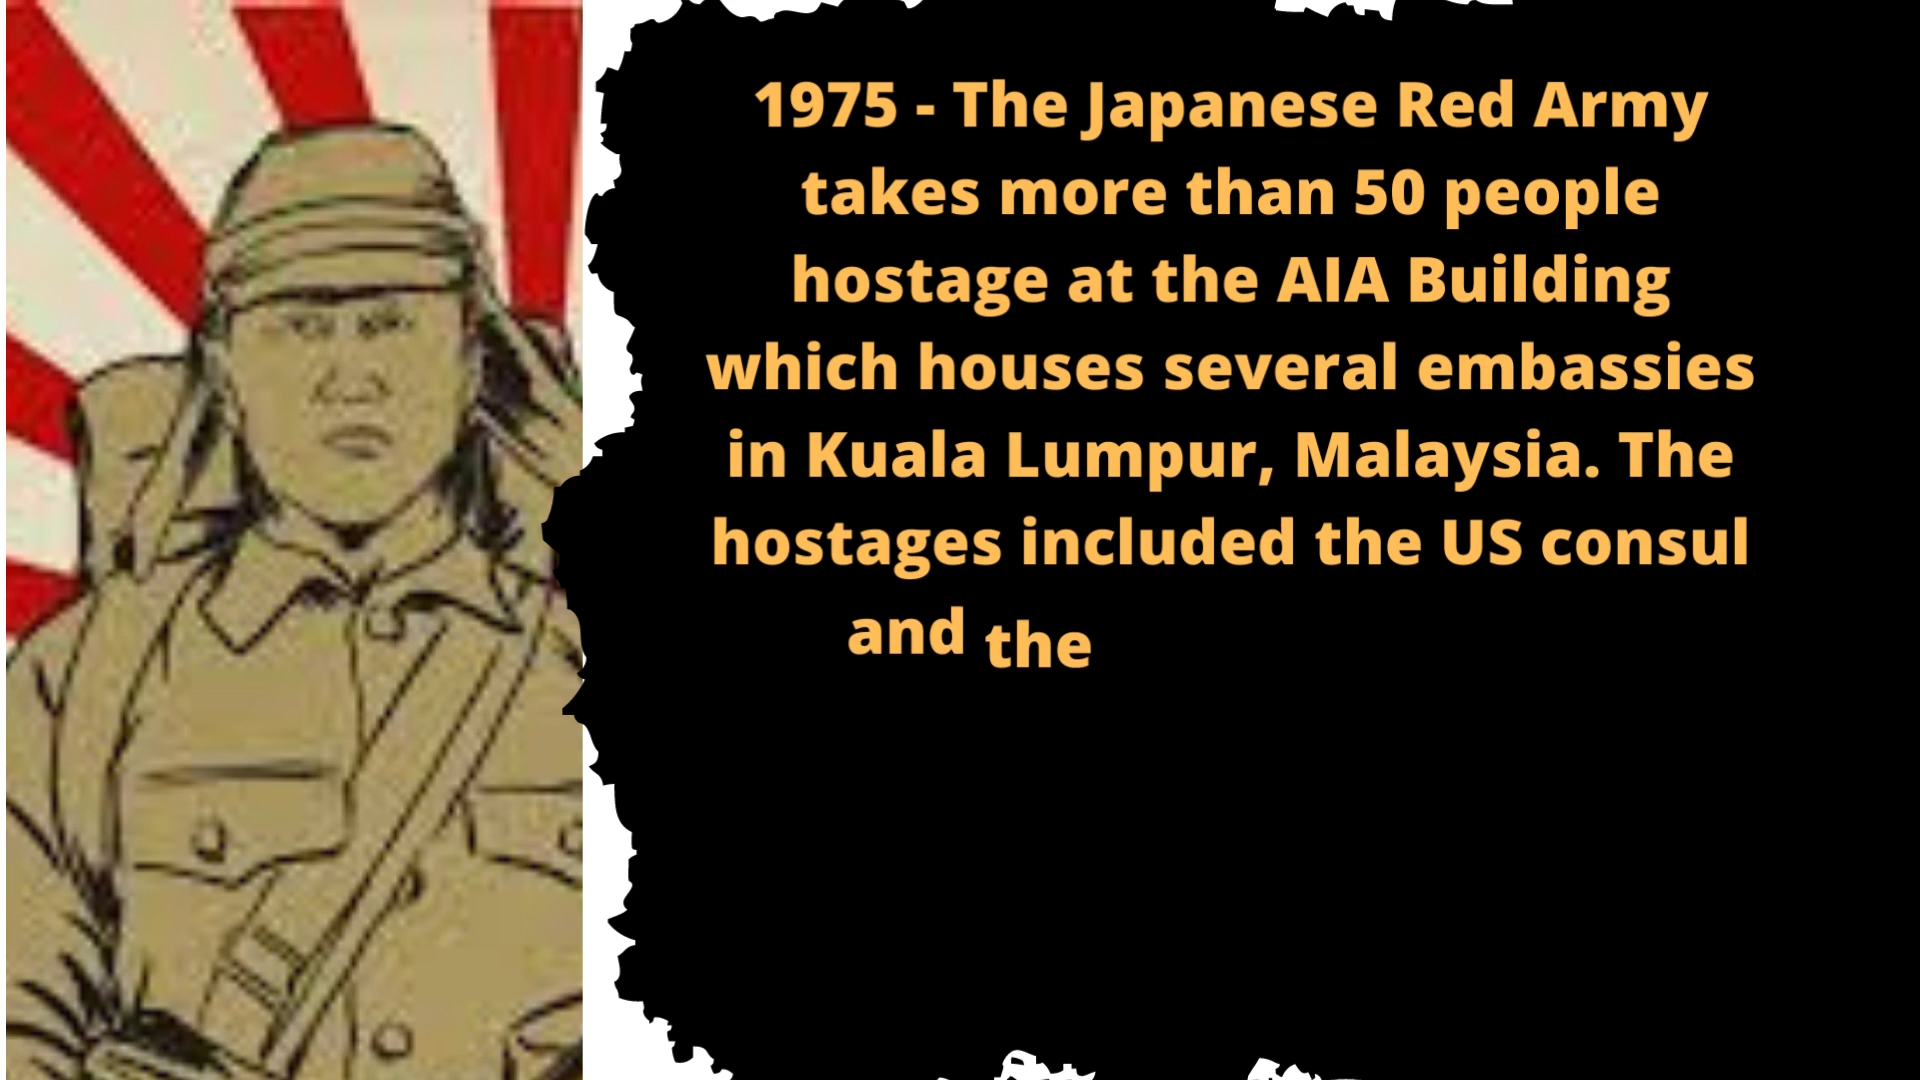 1975 - The Japanese Red Army
takes more than 50 people
hostage at the AIA Building
which houses several embassies
in Kuala Lumpur, Malaysia. The
hostages included the US consul
and the